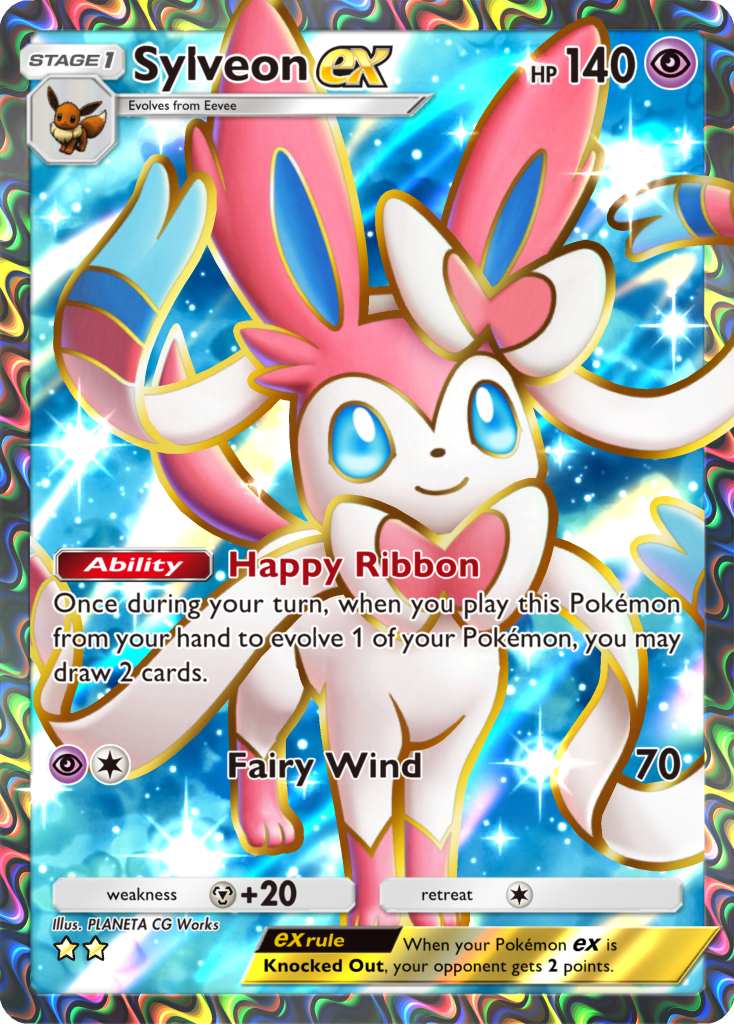 STAGE 1 Sylveon ex HP 140
Evolves from Eevee
Ability Happy Ribbon
Once during your turn, when you play this Pokémon
from your hand to evolve 1 of your Pokémon, you may
draw 2 cards.
Fairy Wind 70
weakness +20 retreat
Illus. PLANETA CG Works
ex rule When your Pokémon ex is
Knocked Out, your opponent gets 2 points.